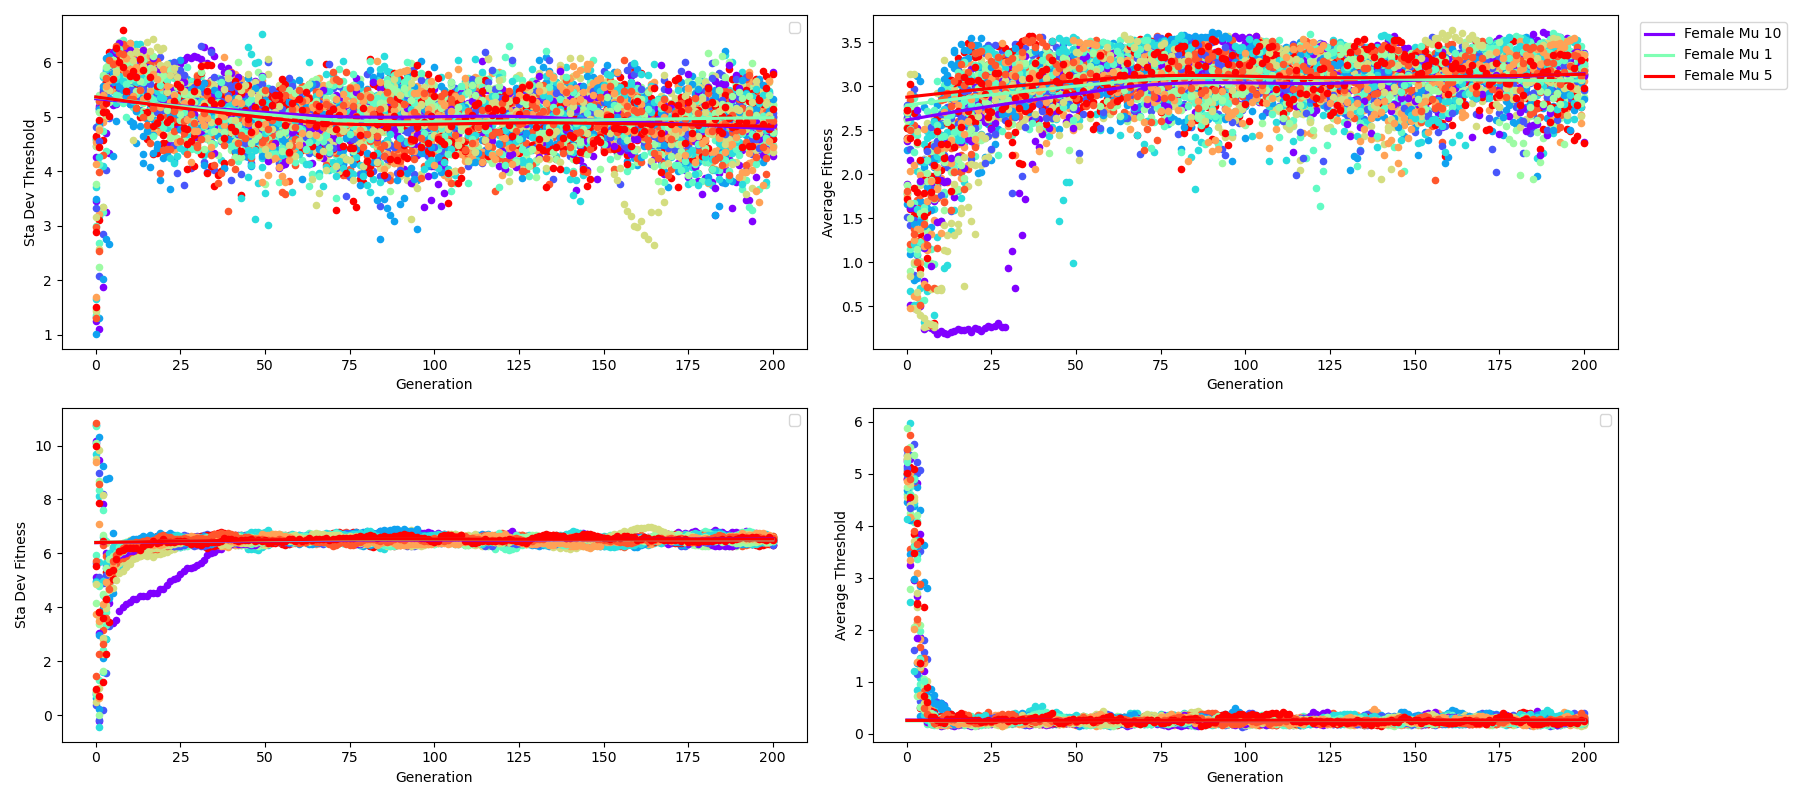 Sta Dev Threshold
6
5
4
3
2
1
0 25 50 75 100 125 150 175 200
Generation
Average Fitness
3.5
3.0
2.5
2.0
1.5
1.0
0.5
0 25 50 75 100 125 150 175 200
Generation
Female Mu 10
Female Mu 1
Female Mu 5
Sta Dev Fitness
10
8
6
4
2
0
0 25 50 75 100 125 150 175 200
Generation
Average Threshold
6
5
4
3
2
1
0
0 25 50 75 100 125 150 175 200
Generation